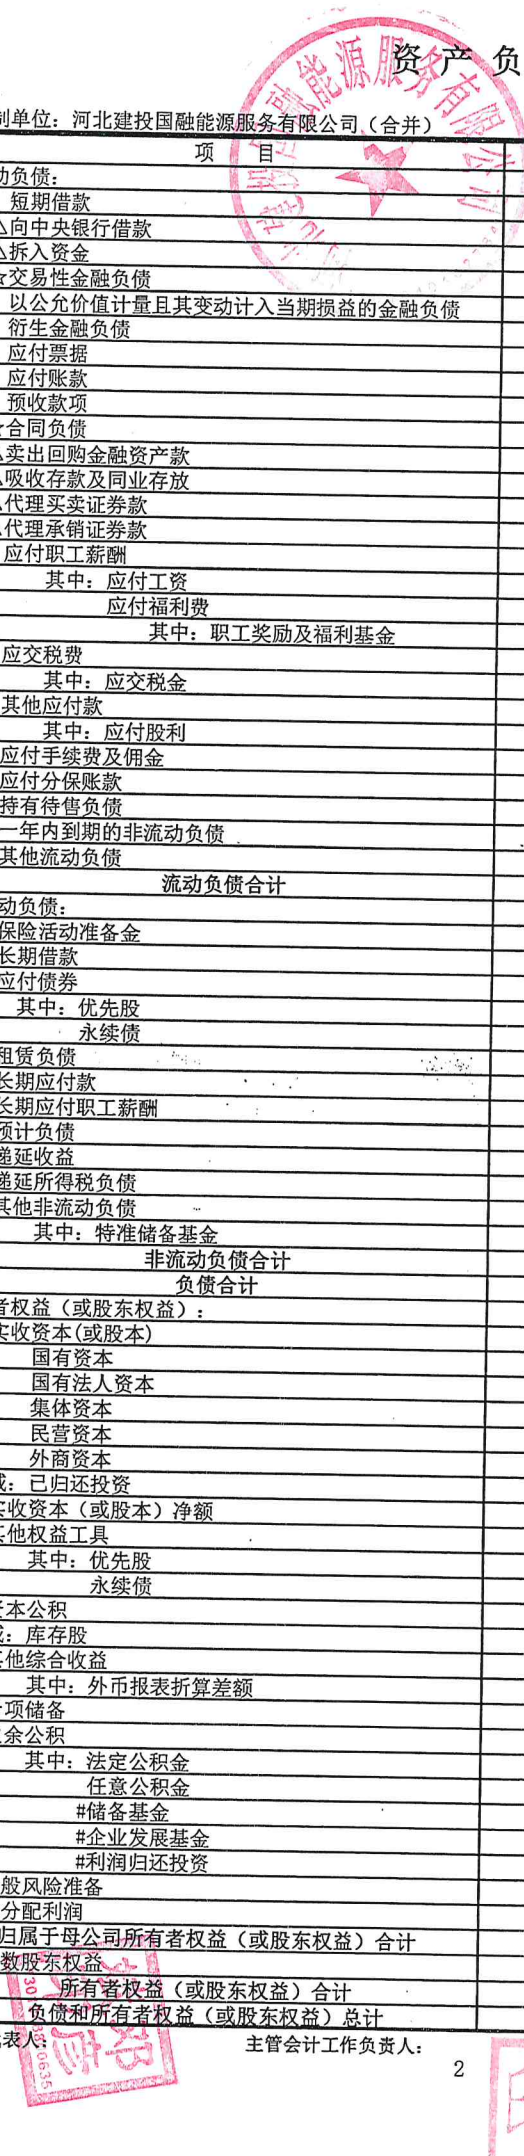 资 产 负
制单位：河北建投国融能源服务有限公司（合并）
项 目
动负债：
短期借款
△向中央银行借款
△拆入资金
☆交易性金融负债
以公允价值计量且其变动计入当期损益的金融负债
衍生金融负债
应付票据
应付账款
预收款项
☆合同负债
△卖出回购金融资产款
△吸收存款及同业存放
△代理买卖证券款
△代理承销证券款
应付职工薪酬
其中：应付工资
应付福利费
其中：职工奖励及福利基金
应交税费
其中：应交税金
其他应付款
其中：应付股利
应付手续费及佣金
应付分保账款
持有待售负债
一年内到期的非流动负债
其他流动负债
流动负债合计
动负债：
保险活动准备金
长期借款
应付债券
其中：优先股
永续债
租赁负债
长期应付款
长期应付职工薪酬
预计负债
递延收益
递延所得税负债
其他非流动负债
其中：特准储备基金
非流动负债合计
负债合计
者权益（或股东权益）：
实收资本(或股本)
国有资本
国有法人资本
集体资本
民营资本
外商资本
减：已归还投资
实收资本（或股本）净额
其他权益工具
其中：优先股
永续债
资本公积
减：库存股
其他综合收益
其中：外币报表折算差额
专项储备
盈余公积
其中：法定公积金
任意公积金
#储备基金
#企业发展基金
#利润归还投资
般风险准备
分配利润
归属于母公司所有者权益（或股东权益）合计
数股东权益
所有者权益（或股东权益）合计
负债和所有者权益（或股东权益）总计
代表人：
主管会计工作负责人：
2